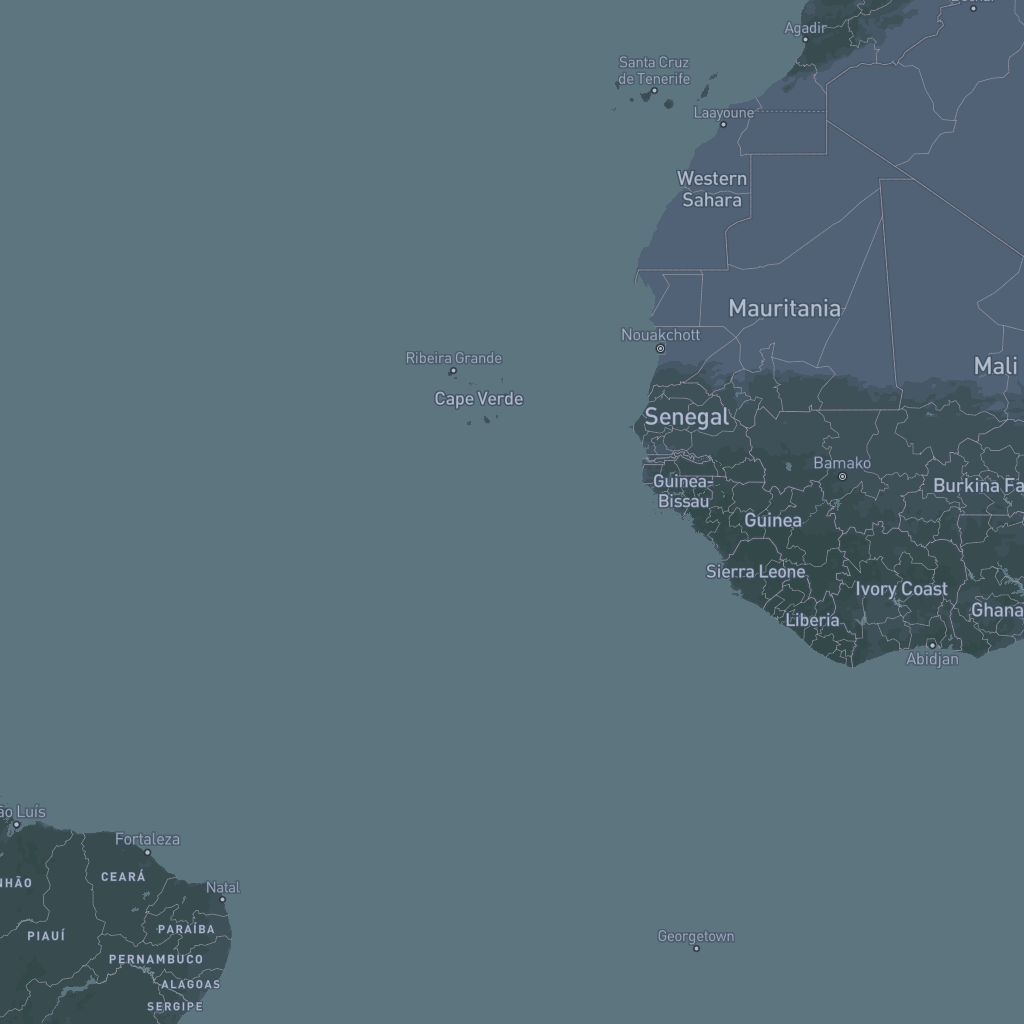 Agadir
Santa Cruz
de Tenerife
Laayoune
Western
Sahara
Mauritania
Nouakchott
Ribeira Grande
Mali
Cape Verde
Senegal
Bamako
Guinea-
Bissau
Burkina Fa
Guinea
Sierra Leone
Ivory Coast
Ghana
Liberia
Abidjan
ão Luís
Fortaleza
CEARÁ
NHÃO
Natal
PARAÍBA
PIAUÍ
Georgetown
PERNAMBUCO
ALAGOAS
SERGIPE